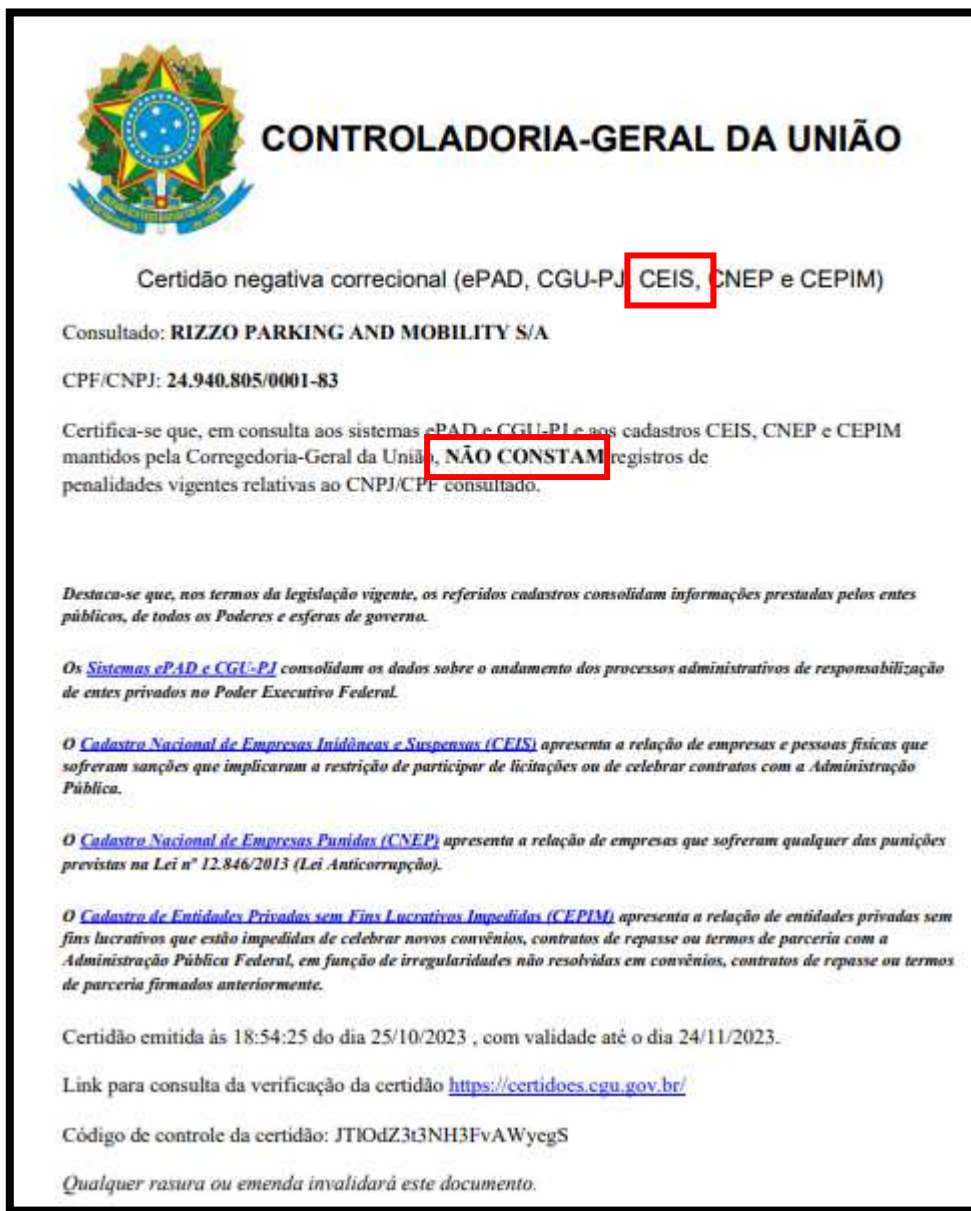 CONTROLADORIA-GERAL DA UNIÃO
Certidão negativa correcional (ePAD, CGU-PJ, CEIS, CNEP e CEPIM)
Consultado: RIZZO PARKING AND MOBILITY S/A
CPF/CNPJ: 24.940.805/0001-83
Certifica-se que, em consulta aos sistemas ePAD e CGU-PJ e aos cadastros CEIS, CNEP e CEPIM
mantidos pela Corregedoria-Geral da União, NÃO CONSTAM registros de
penalidades vigentes relativas ao CNPJ/CPF consultado.
Destaca-se que, nos termos da legislação vigente, os referidos cadastros consolidam informações prestadas pelos entes
públicos, de todos os Poderes e esferas de governo.
Os Sistemas ePAD e CGU-PJ consolidam os dados sobre o andamento dos processos administrativos de responsabilização
de entes privados no Poder Executivo Federal.
O Cadastro Nacional de Empresas Inidôneas e Suspensas (CEIS) apresenta a relação de empresas e pessoas físicas que
sofreram sanções que implicaram a restrição de participar de licitações ou de celebrar contratos com a Administração
Pública.
O Cadastro Nacional de Empresas Punidas (CNEP) apresenta a relação de empresas que sofreram qualquer das punições
previstas na Lei nº 12.846/2013 (Lei Anticorrupção).
O Cadastro de Entidades Privadas sem Fins Lucrativos Impedidas (CEPIM) apresenta a relação de entidades privadas sem
fins lucrativos que estão impedidas de celebrar novos convênios, contratos de repasse ou termos de parceria com a
Administração Pública Federal, em função de irregularidades não resolvidas em convênios, contratos de repasse ou termos
de parceria firmados anteriormente.
Certidão emitida às 18:54:25 do dia 25/10/2023 , com validade até o dia 24/11/2023.
Link para consulta da verificação da certidão https://certidoes.cgu.gov.br/
Código de controle da certidão: JTlOdZ3t3NH3FvAWyegS
Qualquer rasura ou emenda invalidará este documento.